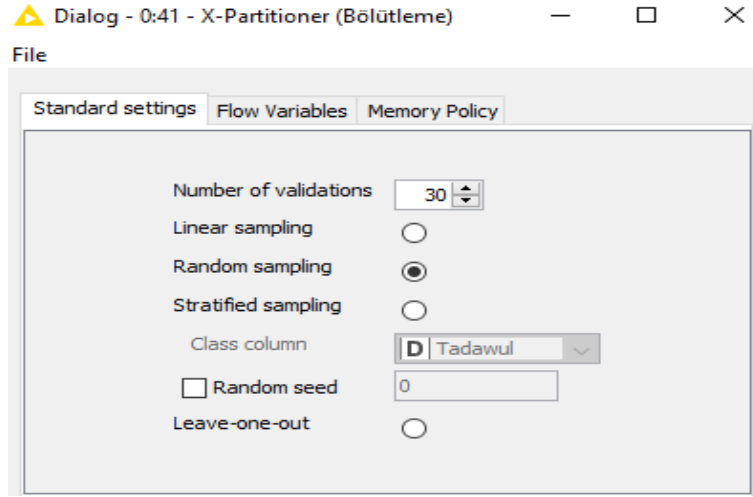 Dialog - 0:41 - X-Partitioner (Bölütleme)
File
Standard settings Flow Variables Memory Policy
Number of validations 30
Linear sampling
Random sampling
Stratified sampling
Class column D Tadawul
Random seed 0
Leave-one-out